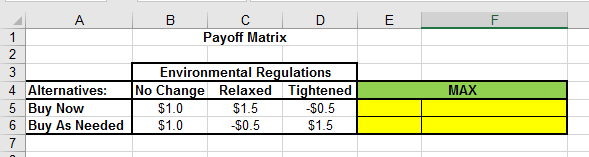 A B C D E F
1 Payoff Matrix
2
3 Environmental Regulations
4 Alternatives: No Change Relaxed Tightened MAX
5 Buy Now $1.0 $1.5 -$0.5
6 Buy As Needed $1.0 -$0.5 $1.5
7